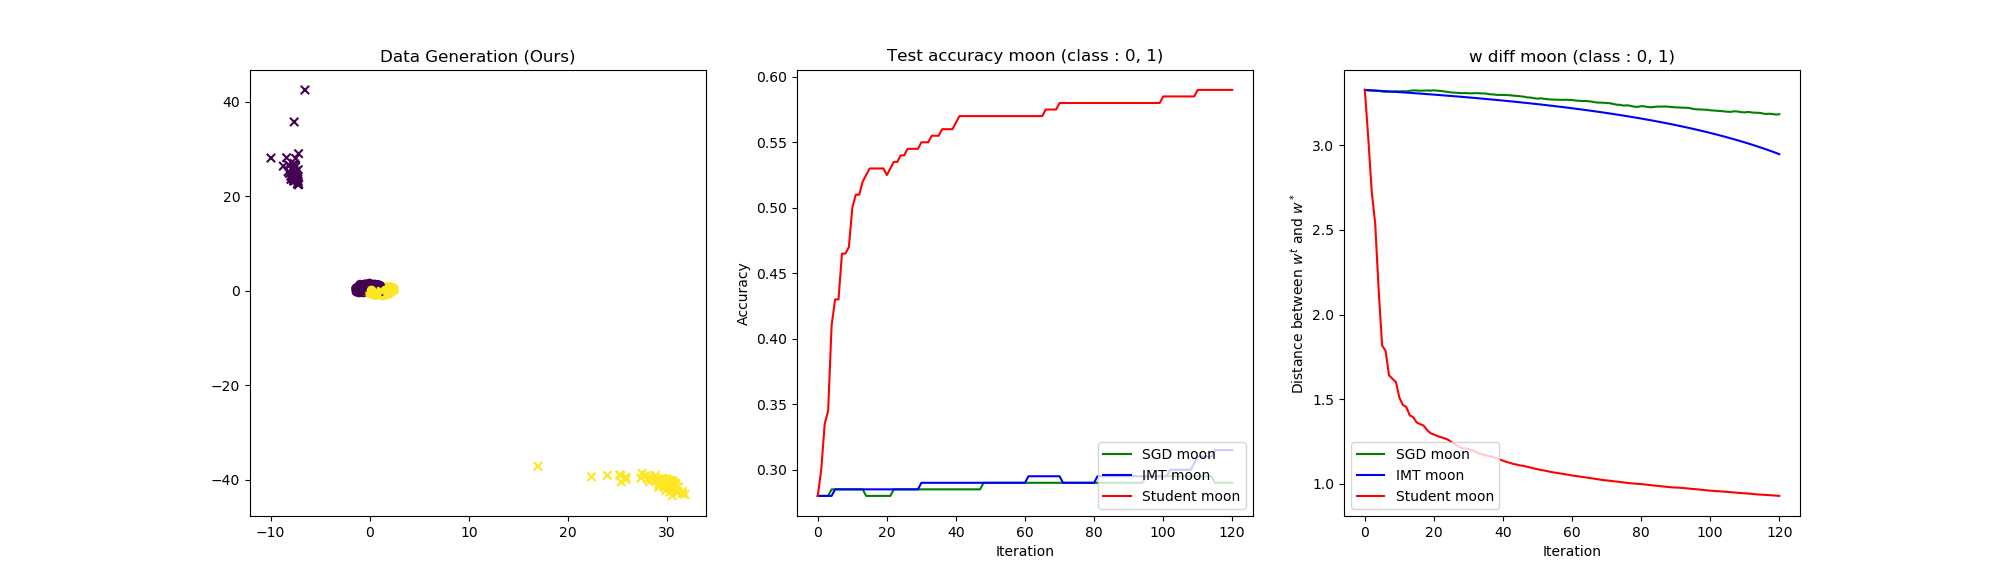 Data Generation (Ours)
40
20
0
−20
−40
−10
0
10
20
30
Test accuracy moon (class : 0, 1)
Accuracy
0.60
0.55
0.50
0.45
0.40
0.35
0.30
SGD moon
IMT moon
Student moon
0
20
40
60
80
100
120
Iteration
w diff moon (class : 0, 1)
Distance between w^t and w^*
3.0
2.5
2.0
1.5
1.0
SGD moon
IMT moon
Student moon
0
20
40
60
80
100
120
Iteration